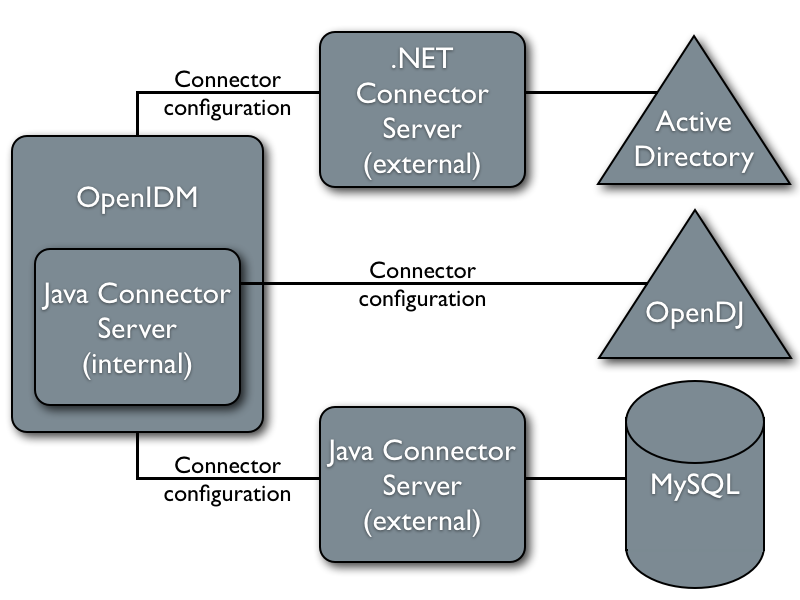 .NET
Connector
Server
(external)
Connector
configuration
Active
Directory
OpenIDM
Java Connector
Server
(internal)
Connector
configuration
OpenDJ
Connector
configuration
Java Connector
Server
(external)
MySQL